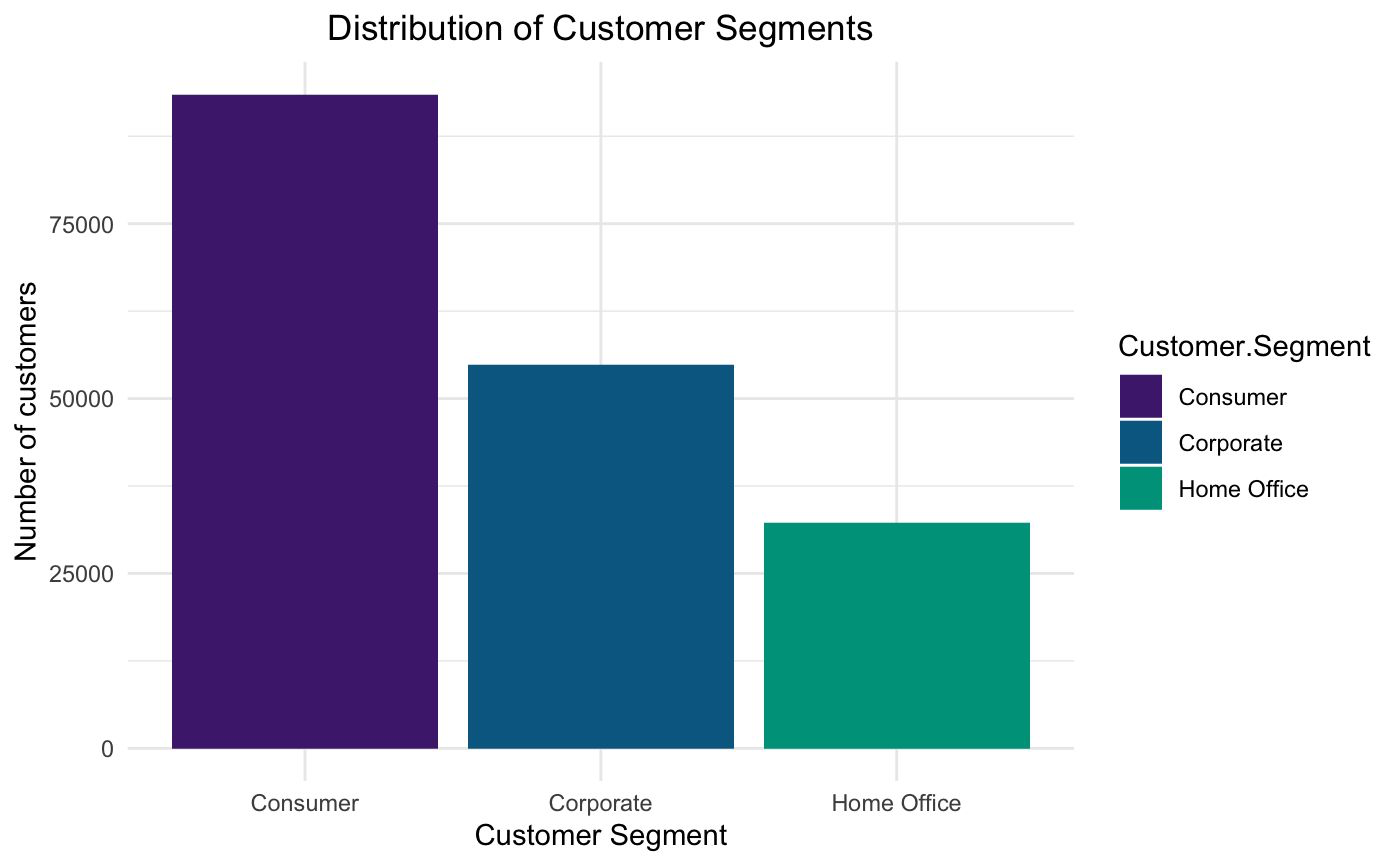 Distribution of Customer Segments
Number of customers
75000
50000
25000
0
Consumer
Corporate
Home Office
Customer Segment
Customer.Segment
Consumer
Corporate
Home Office